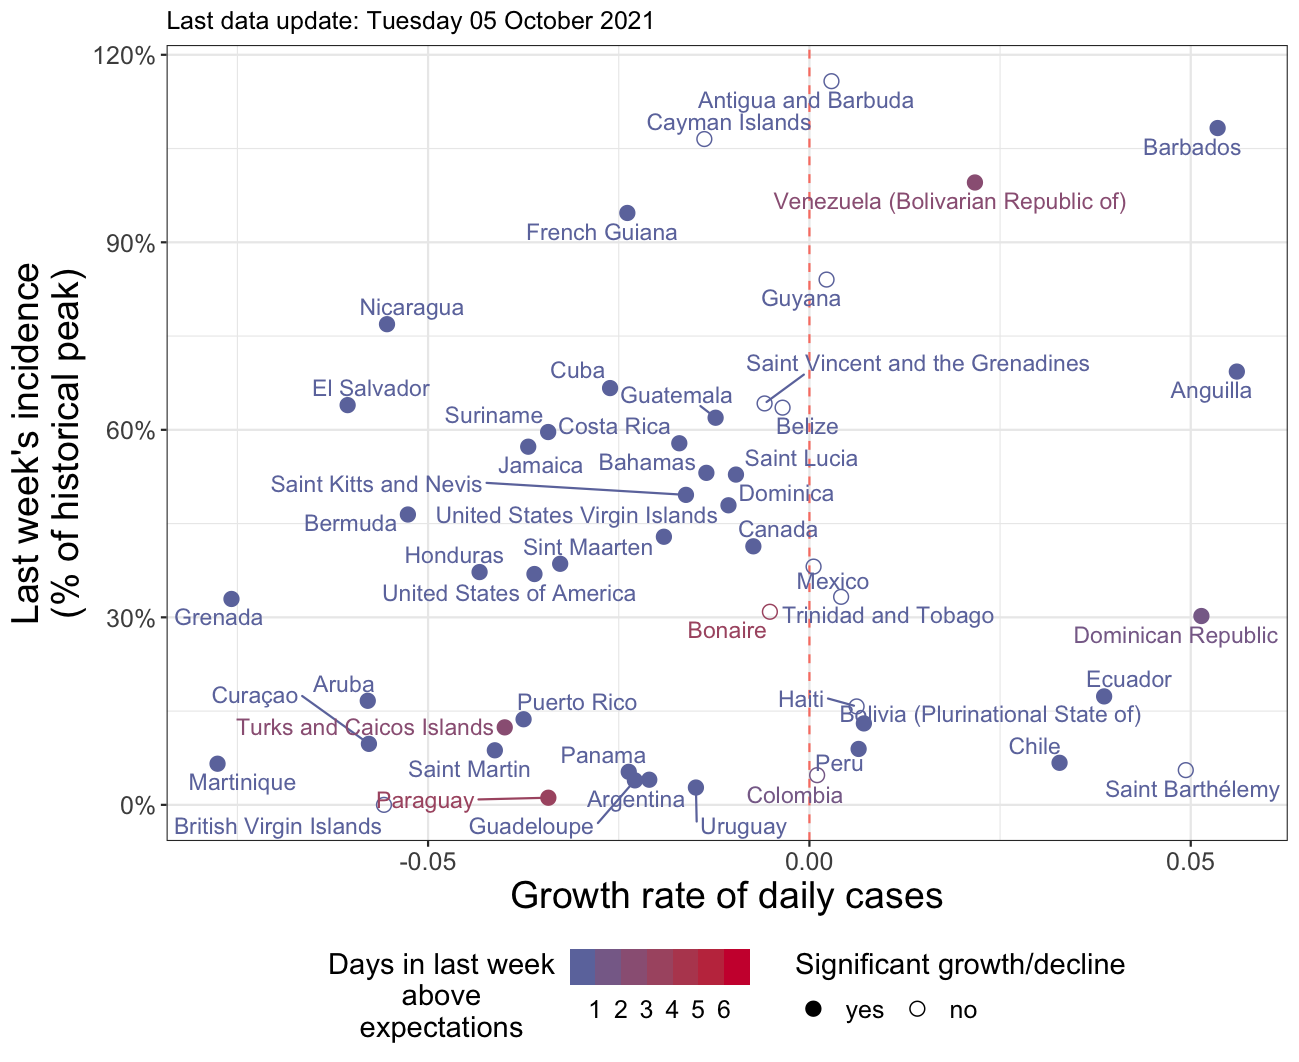 Last data update: Tuesday 05 October 2021
120%
90%
60%
30%
0%
Last week's incidence
(% of historical peak)
Antigua and Barbuda
Cayman Islands
Barbados
Venezuela (Bolivarian Republic of)
French Guiana
Guyana
Nicaragua
Saint Vincent and the Grenadines
Cuba
El Salvador
Guatemala
Anguilla
Suriname
Costa Rica
Belize
Jamaica
Bahamas
Saint Lucia
Saint Kitts and Nevis
Dominica
Bermuda
United States Virgin Islands
Canada
Honduras
Sint Maarten
Mexico
United States of America
Grenada
Trinidad and Tobago
Bonaire
Dominican Republic
Ecuador
Aruba
Curaçao
Puerto Rico
Haiti
Bolivia (Plurinational State of)
Turks and Caicos Islands
Chile
Panama
Peru
Saint Martin
Martinique
Saint Barthélemy
Paraguay
Argentina
Colombia
British Virgin Islands
Guadeloupe
Uruguay
-0.05
0.00
0.05
Growth rate of daily cases
Days in last week
above
expectations
1 2 3 4 5 6
Significant growth/decline
yes
no